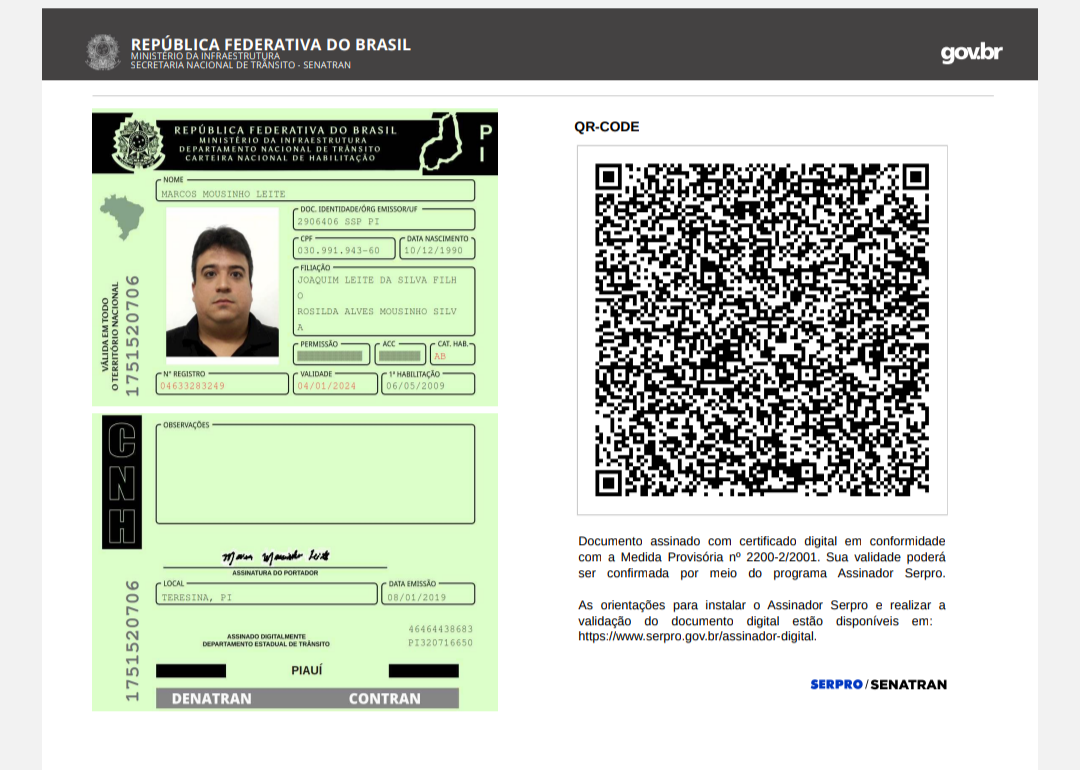 REPÚBLICA FEDERATIVA DO BRASIL
MINISTÉRIO DA INFRAESTRUTURA
SECRETARIA NACIONAL DE TRÂNSITO - SENATRAN
gov.br
REPÚBLICA FEDERATIVA DO BRASIL
MINISTÉRIO DA INFRAESTRUTURA
DEPARTAMENTO NACIONAL DE TRÂNSITO
CARTEIRA NACIONAL DE HABILITAÇÃO
P
I
NOME
MARCOS MOUSINHO LEITE
DOC. IDENTIDADE/ÓRG EMISSOR/UF
2906406 SSP PI
CPF
030.991.943-60
DATA NASCIMENTO
10/12/1990
FILIAÇÃO
JOAQUIM LEITE DA SILVA FILH
O
ROSILDA ALVES MOUSINHO SILV
A
PERMISSÃO
ACC
CAT. HAB.
AB
Nº REGISTRO
04633283249
VALIDADE
04/01/2024
1ª HABILITAÇÃO
06/05/2009
VÁLIDA EM TODO
O TERRITÓRIO NACIONAL
1751520706
CNH
OBSERVAÇÕES
ASSINATURA DO PORTADOR
LOCAL
TERESINA, PI
DATA EMISSÃO
08/01/2019
ASSINADO DIGITALMENTE
DEPARTAMENTO ESTADUAL DE TRÂNSITO
46464438683
PI320716650
1751520706
PIAUÍ
DENATRAN CONTRAN
QR-CODE
Documento assinado com certificado digital em conformidade
com a Medida Provisória nº 2200-2/2001. Sua validade poderá
ser confirmada por meio do programa Assinador Serpro.
As orientações para instalar o Assinador Serpro e realizar a
validação do documento digital estão disponíveis em:
https://www.serpro.gov.br/assinador-digital.
SERPRO/SENATRAN